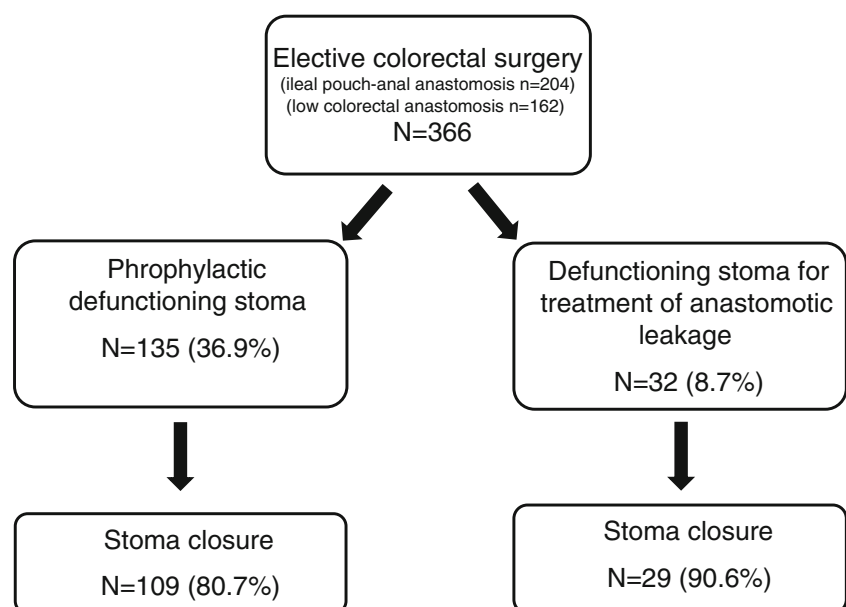 Elective colorectal surgery
(ileal pouch-anal anastomosis n=204)
(low colorectal anastomosis n=162)
N=366
Phrophylactic
defunctioning stoma
N=135 (36.9%)
Defunctioning stoma for
treatment of anastomotic
leakage
N=32 (8.7%)
Stoma closure
N=109 (80.7%)
Stoma closure
N=29 (90.6%)